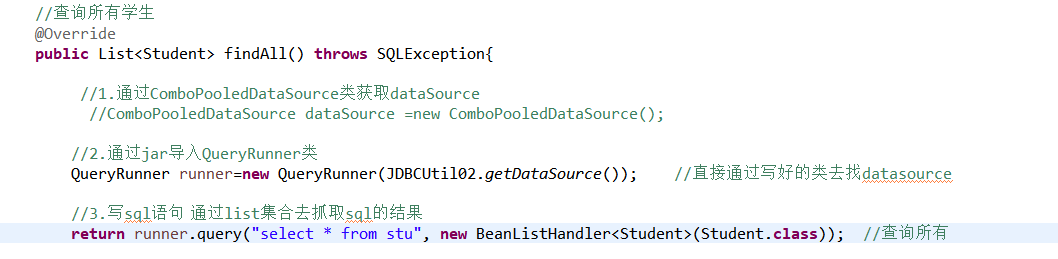 //查询所有学生
@Override
public List<Student> findAll() throws SQLException{
//1.通过ComboPooledDataSource类获取dataSource
//ComboPooledDataSource dataSource =new ComboPooledDataSource();
//2.通过jar导入QueryRunner类
QueryRunner runner=new QueryRunner(JDBCUtil02.getDataSource()); //直接通过写好的类去找datasource
//3.写sql语句 通过list集合去抓取sql的结果
return runner.query("select * from stu", new BeanListHandler<Student>(Student.class)); //查询所有